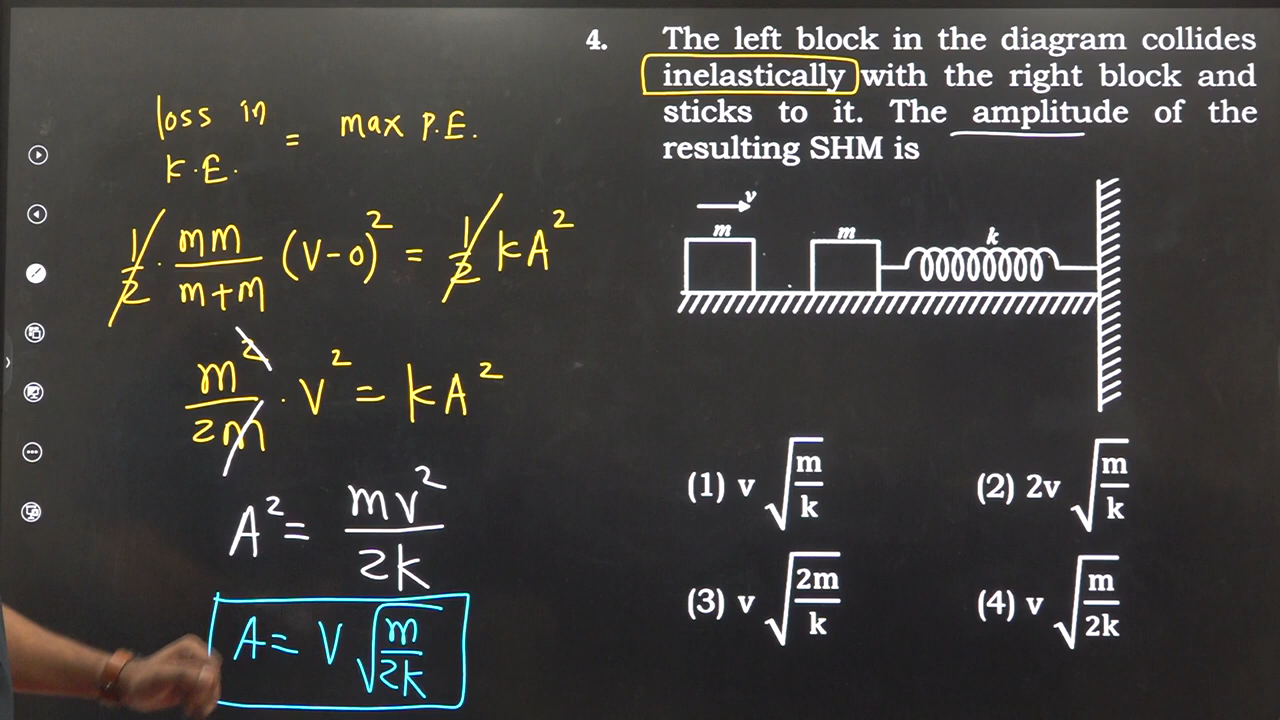 4. The left block in the diagram collides
inelastically with the right block and
sticks to it. The amplitude of the
resulting SHM is
v
m
m
k
(1) v √(m/k)
(2) 2v √(m/k)
(3) v √(2m/k)
(4) v √(m/2k)
loss in K.E. = max P.E.
1/2 · mm/(m+m) (v-0)² = 1/2 kA²
m²/2m · v² = kA²
A² = mv²/2k
A = v √(m/2k)